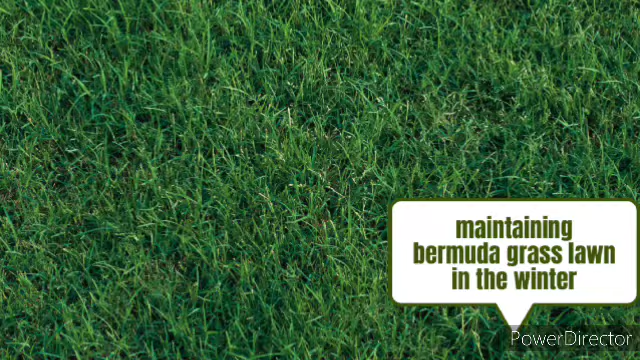 maintaining
bermuda grass lawn
in the winter
PowerDirector